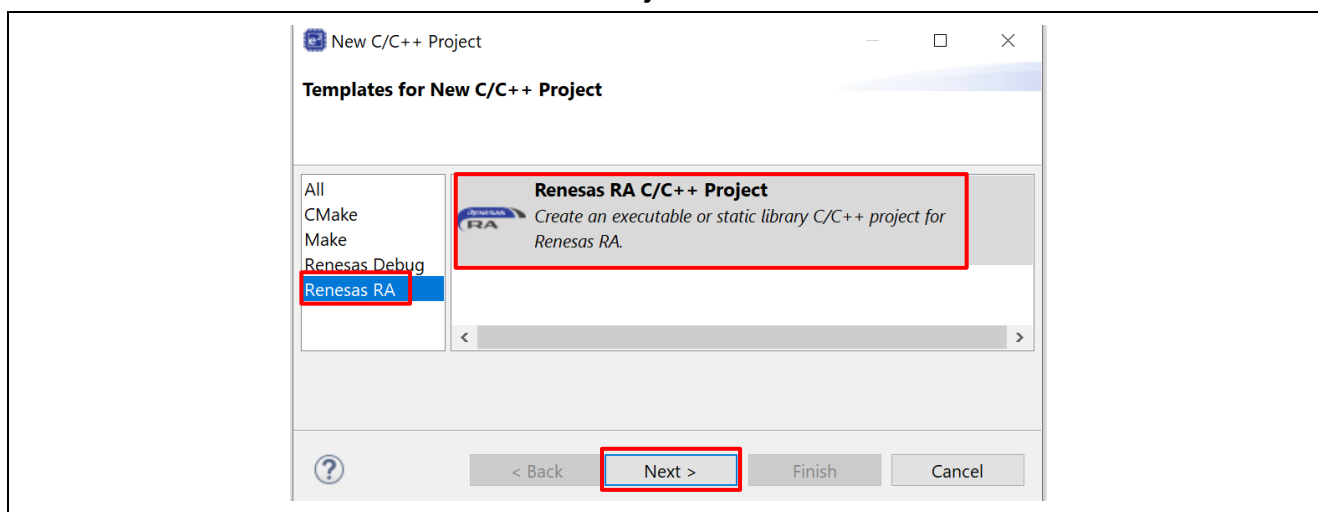 New C/C++ Project
Templates for New C/C++ Project
All
CMake
Make
Renesas Debug
Renesas RA
Renesas RA C/C++ Project
RENESAS
RA
Create an executable or static library C/C++ project for
Renesas RA.
< >
?
< Back Next > Finish Cancel